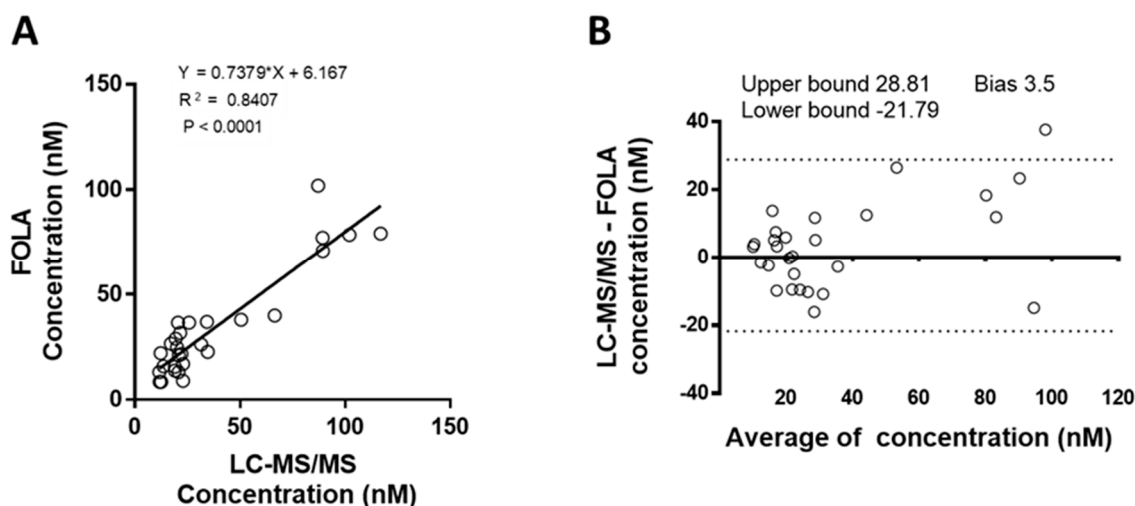 A
Y = 0.7379*X + 6.167
R² = 0.8407
P < 0.0001
150
100
50
0
0 50 100 150
FOLA
Concentration (nM)
LC-MS/MS
Concentration (nM)
B
Upper bound 28.81 Bias 3.5
Lower bound -21.79
40
20
0
-20
-40
20 40 60 80 100 120
LC-MS/MS - FOLA
concentration (nM)
Average of concentration (nM)